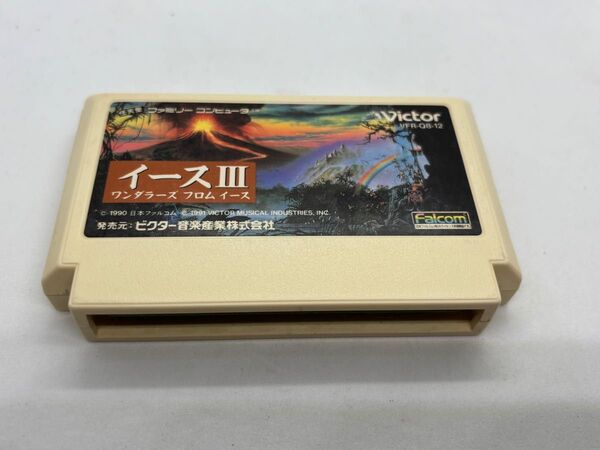 ファミリー コンピュータ
Victor
VFR-Q8-12
イースIII
ワンダラーズ フロム イース
© 1990 日本ファルコム © 1991 VICTOR MUSICAL INDUSTRIES, INC.
発売元: ビクター音楽産業株式会社
Falcom